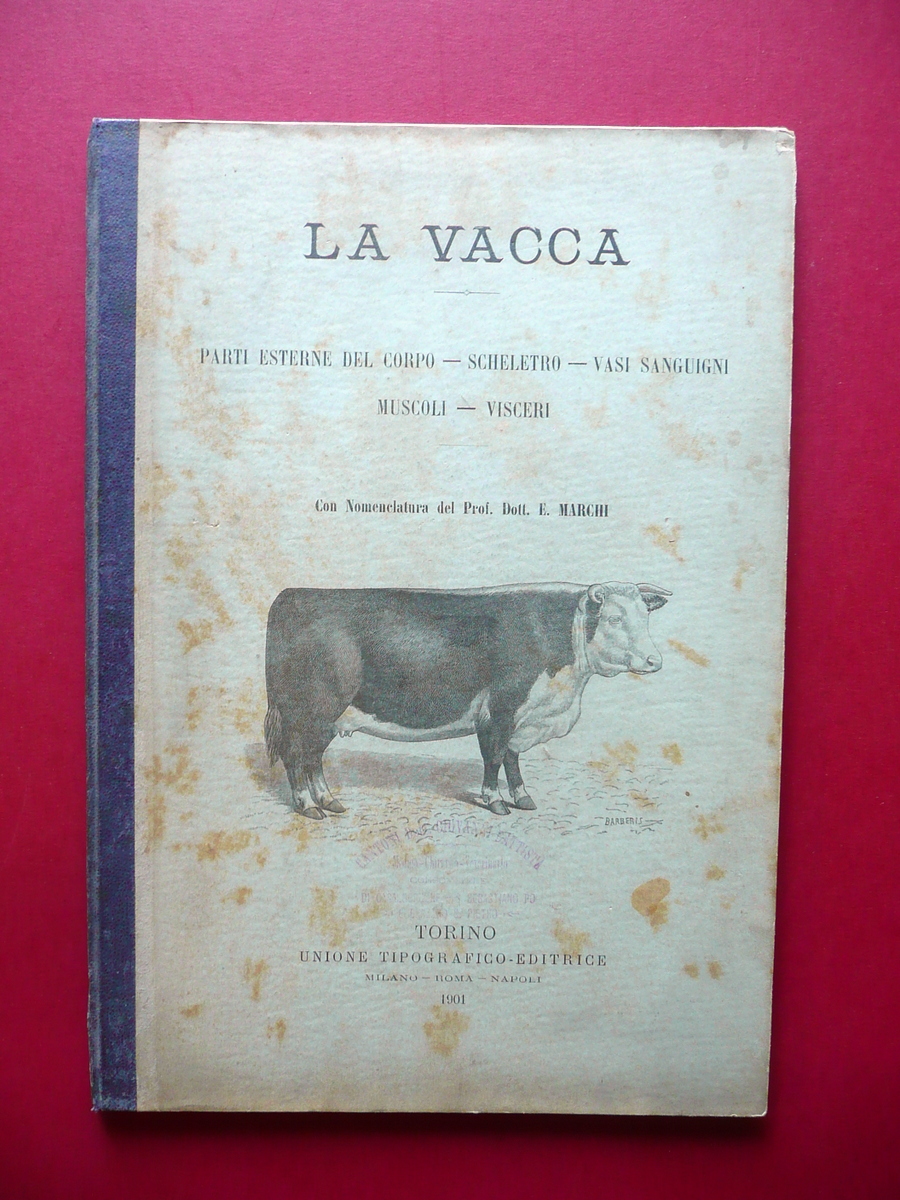 LA VACCA
PARTI ESTERNE DEL CORPO — SCHELETRO — VASI SANGUIGNI
MUSCOLI — VISCERI
Con Nomenclatura del Prof. Dott. E. MARCHI
BARBERIS
TORINO
UNIONE TIPOGRAFICO-EDITRICE
MILANO — ROMA — NAPOLI
1901